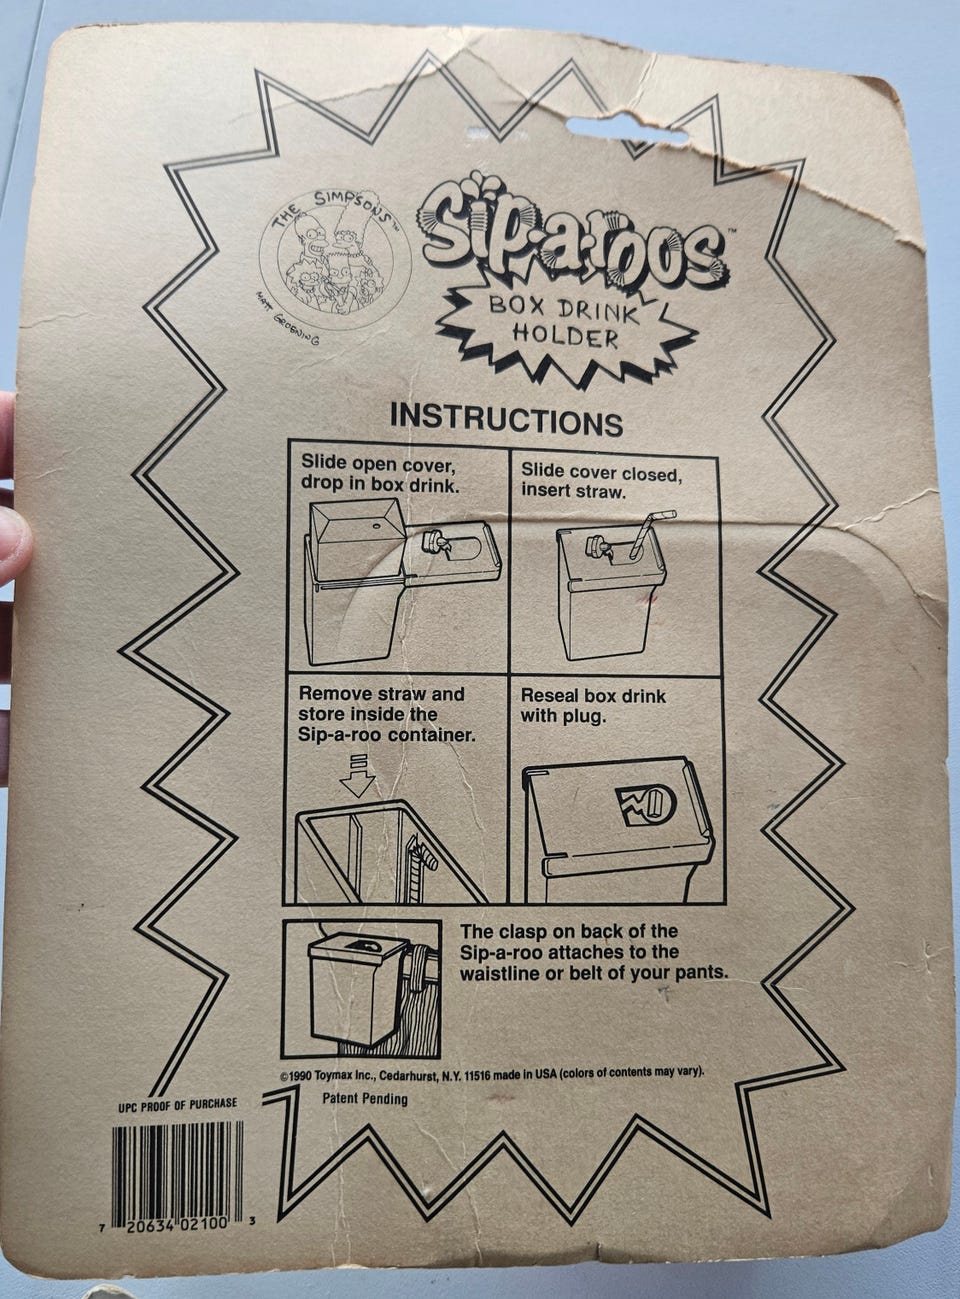 THE SIMPSONS™
MATT GROENING
Sip-a-roos™
BOX DRINK
HOLDER
INSTRUCTIONS
Slide open cover,
drop in box drink.
Slide cover closed,
insert straw.
Remove straw and
store inside the
Sip-a-roo container.
Reseal box drink
with plug.
The clasp on back of the
Sip-a-roo attaches to the
waistline or belt of your pants.
©1990 Toymax Inc., Cedarhurst, N.Y. 11516 made in USA (colors of contents may vary).
Patent Pending
UPC PROOF OF PURCHASE
7 20634 02100 3